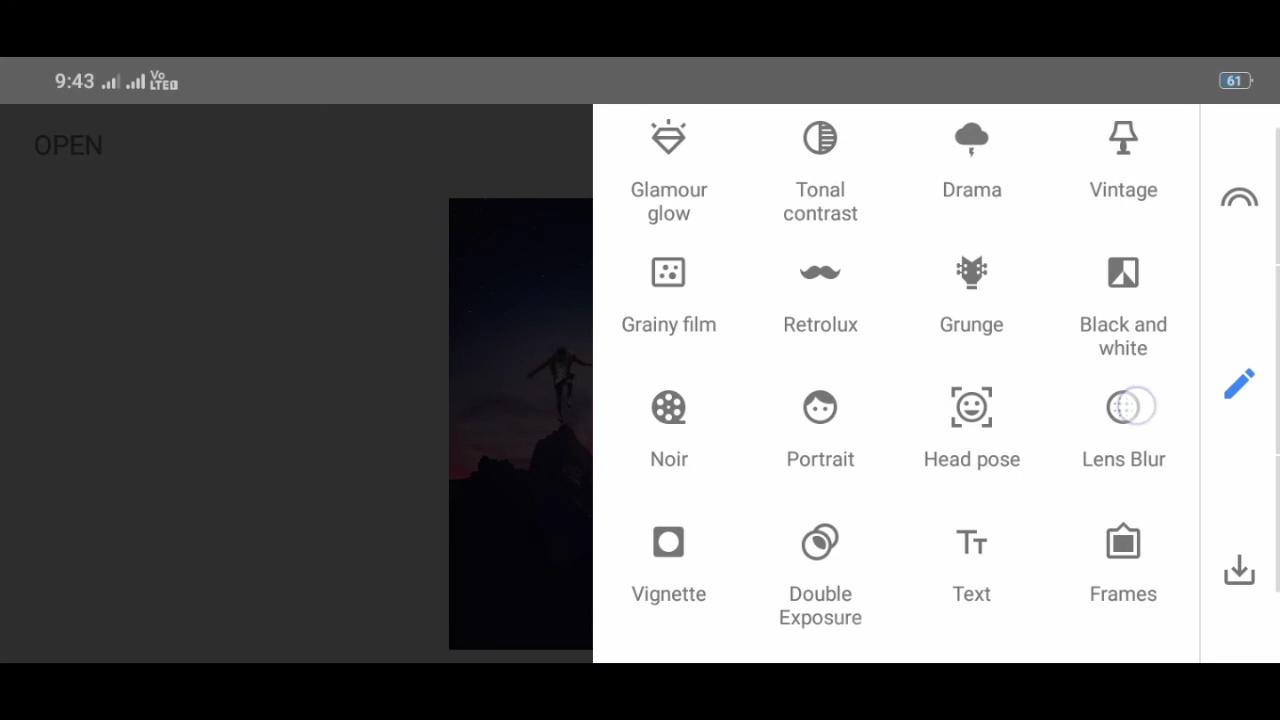 9:43 Vo LTE 61
OPEN
Glamour glow
Tonal contrast
Drama
Vintage
Grainy film
Retrolux
Grunge
Black and white
Noir
Portrait
Head pose
Lens Blur
Vignette
Double Exposure
Tt Text
Frames